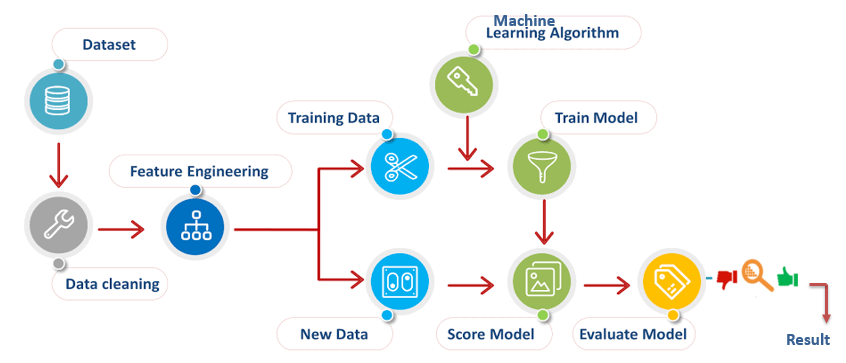 Machine
Learning Algorithm
Dataset
Training Data
Train Model
Feature Engineering
Data cleaning
New Data
Score Model
Evaluate Model
Result